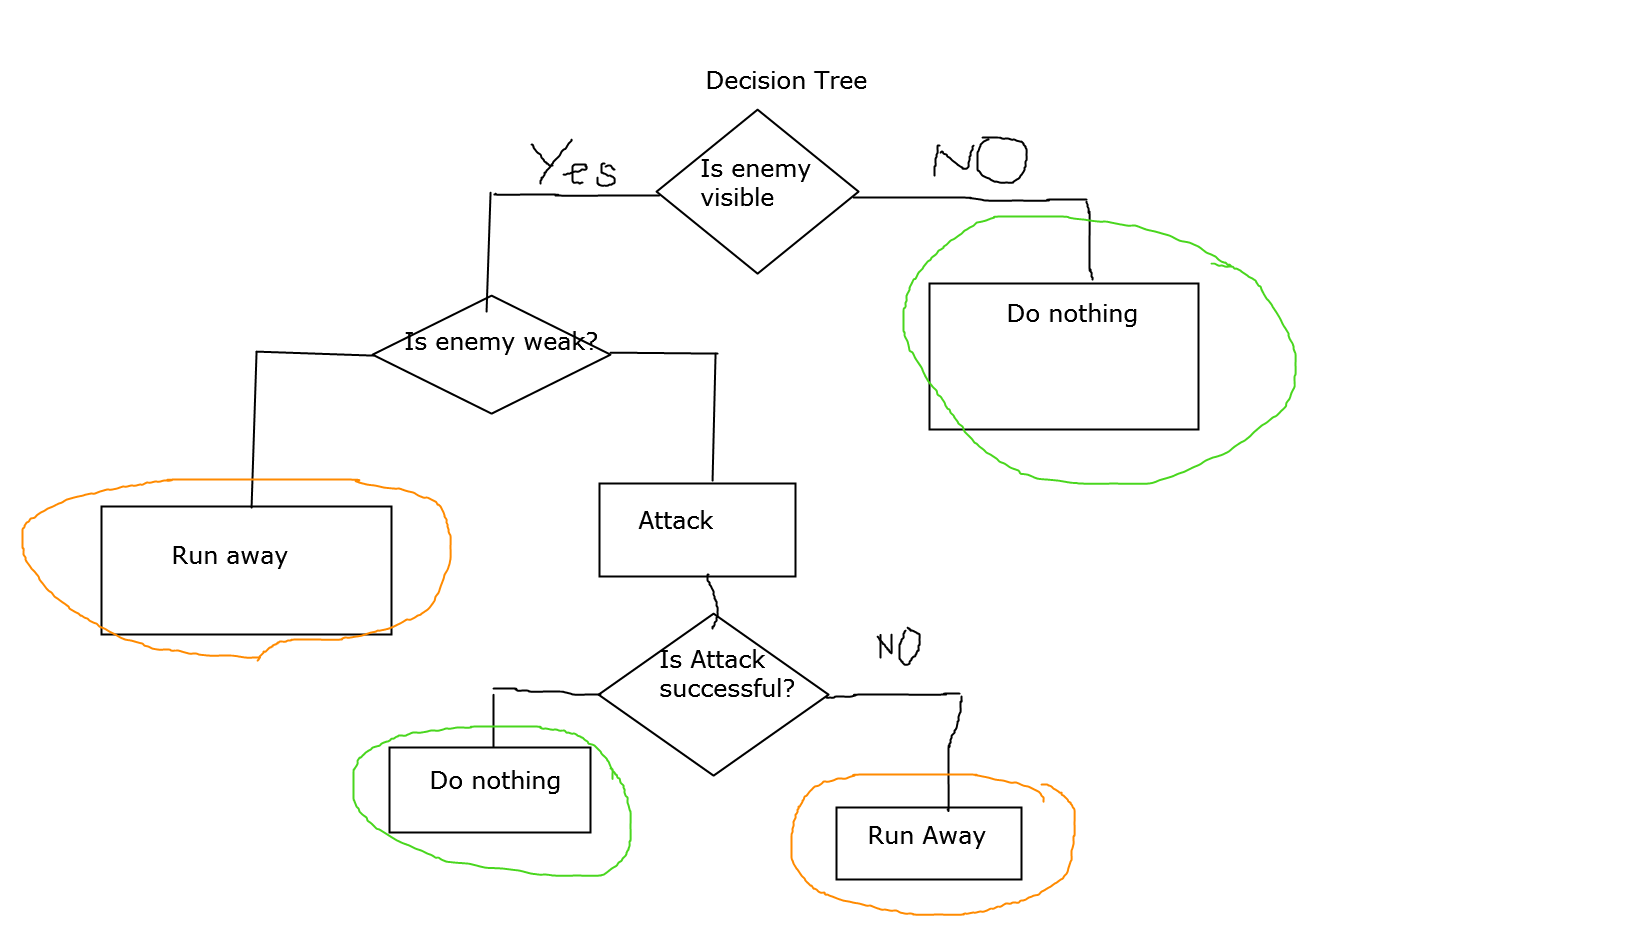 Decision Tree
Yes
NO
Is enemy
visible
Do nothing
Is enemy weak?
Run away
Attack
NO
Is Attack
successful?
Do nothing
Run Away